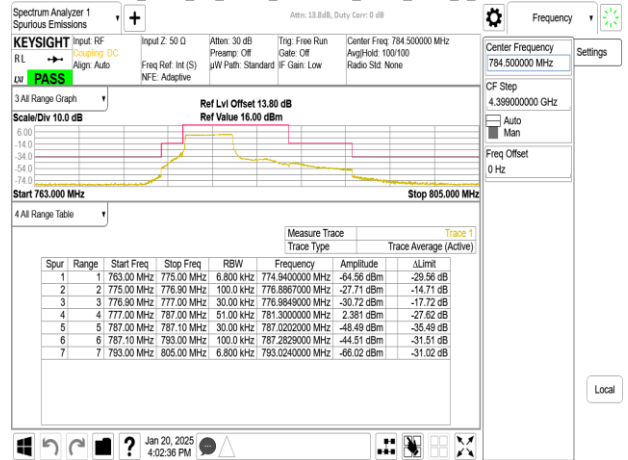 Spectrum Analyzer 1
Spurious Emissions
Attn: 13.8dB, Duty Corr: 0 dB
Frequency
KEYSIGHT
RL
LXI
PASS
Input: RF
Coupling: DC
Align: Auto
Input Z: 50 Ω
Freq Ref: Int (S)
NFE: Adaptive
Atten: 30 dB
Preamp: Off
µW Path: Standard
Trig: Free Run
Gate: Off
IF Gain: Low
Center Freq: 784.500000 MHz
Avg|Hold: 100/100
Radio Std: None
3 All Range Graph
Scale/Div 10.0 dB
Ref Lvl Offset 13.80 dB
Ref Value 16.00 dBm
6.00
-14.0
-34.0
-54.0
-74.0
Start 763.000 MHz
Stop 805.000 MHz
4 All Range Table
Measure Trace Trace 1
Trace Type Trace Average (Active)
Spur Range Start Freq Stop Freq RBW Frequency Amplitude ΔLimit
1 1 763.00 MHz 775.00 MHz 6.800 kHz 774.9400000 MHz -64.56 dBm -29.56 dB
2 2 775.00 MHz 776.90 MHz 100.0 kHz 776.8867000 MHz -27.71 dBm -14.71 dB
3 3 776.90 MHz 777.00 MHz 30.00 kHz 776.9849000 MHz -30.72 dBm -17.72 dB
4 4 777.00 MHz 787.00 MHz 51.00 kHz 781.3000000 MHz 2.381 dBm -27.62 dB
5 5 787.00 MHz 787.10 MHz 30.00 kHz 787.0202000 MHz -48.49 dBm -35.49 dB
6 6 787.10 MHz 793.00 MHz 100.0 kHz 787.2829000 MHz -44.51 dBm -31.51 dB
7 7 793.00 MHz 805.00 MHz 6.800 kHz 793.0240000 MHz -66.02 dBm -31.02 dB
Center Frequency
784.500000 MHz
Settings
CF Step
4.399000000 GHz
Auto
Man
Freq Offset
0 Hz
Local
?
Jan 20, 2025
4:02:36 PM